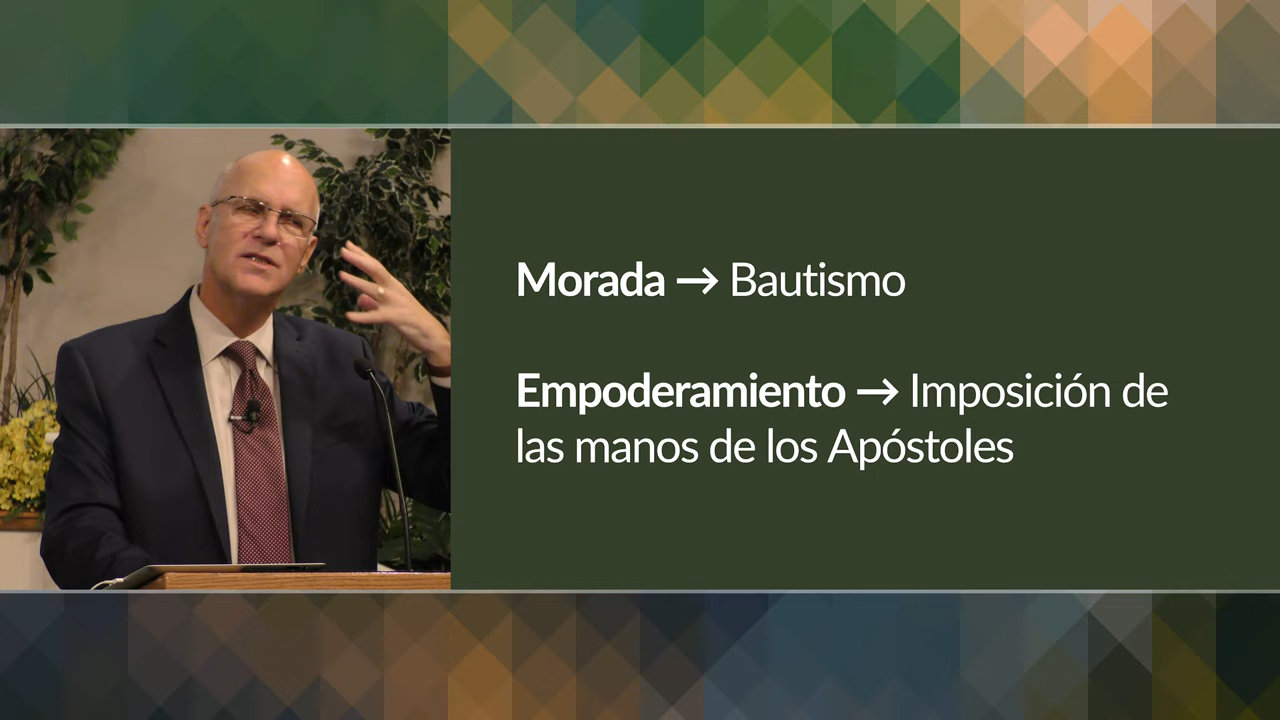 Morada → Bautismo
Empoderamiento → Imposición de
las manos de los Apóstoles